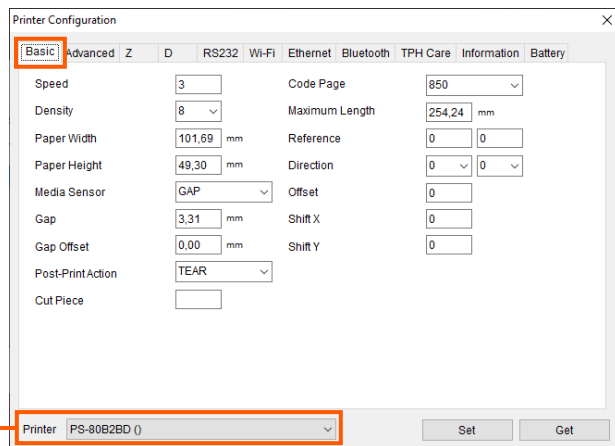 Printer Configuration
Basic Advanced Z D RS232 Wi-Fi Ethernet Bluetooth TPH Care Information Battery
Speed 3 Code Page 850
Density 8 Maximum Length 254,24 mm
Paper Width 101,69 mm Reference 0 0
Paper Height 49,30 mm Direction 0 0
Media Sensor GAP Offset 0
Gap 3,31 mm Shift X 0
Gap Offset 0,00 mm Shift Y 0
Post-Print Action TEAR
Cut Piece
Printer PS-80B2BD () Set Get